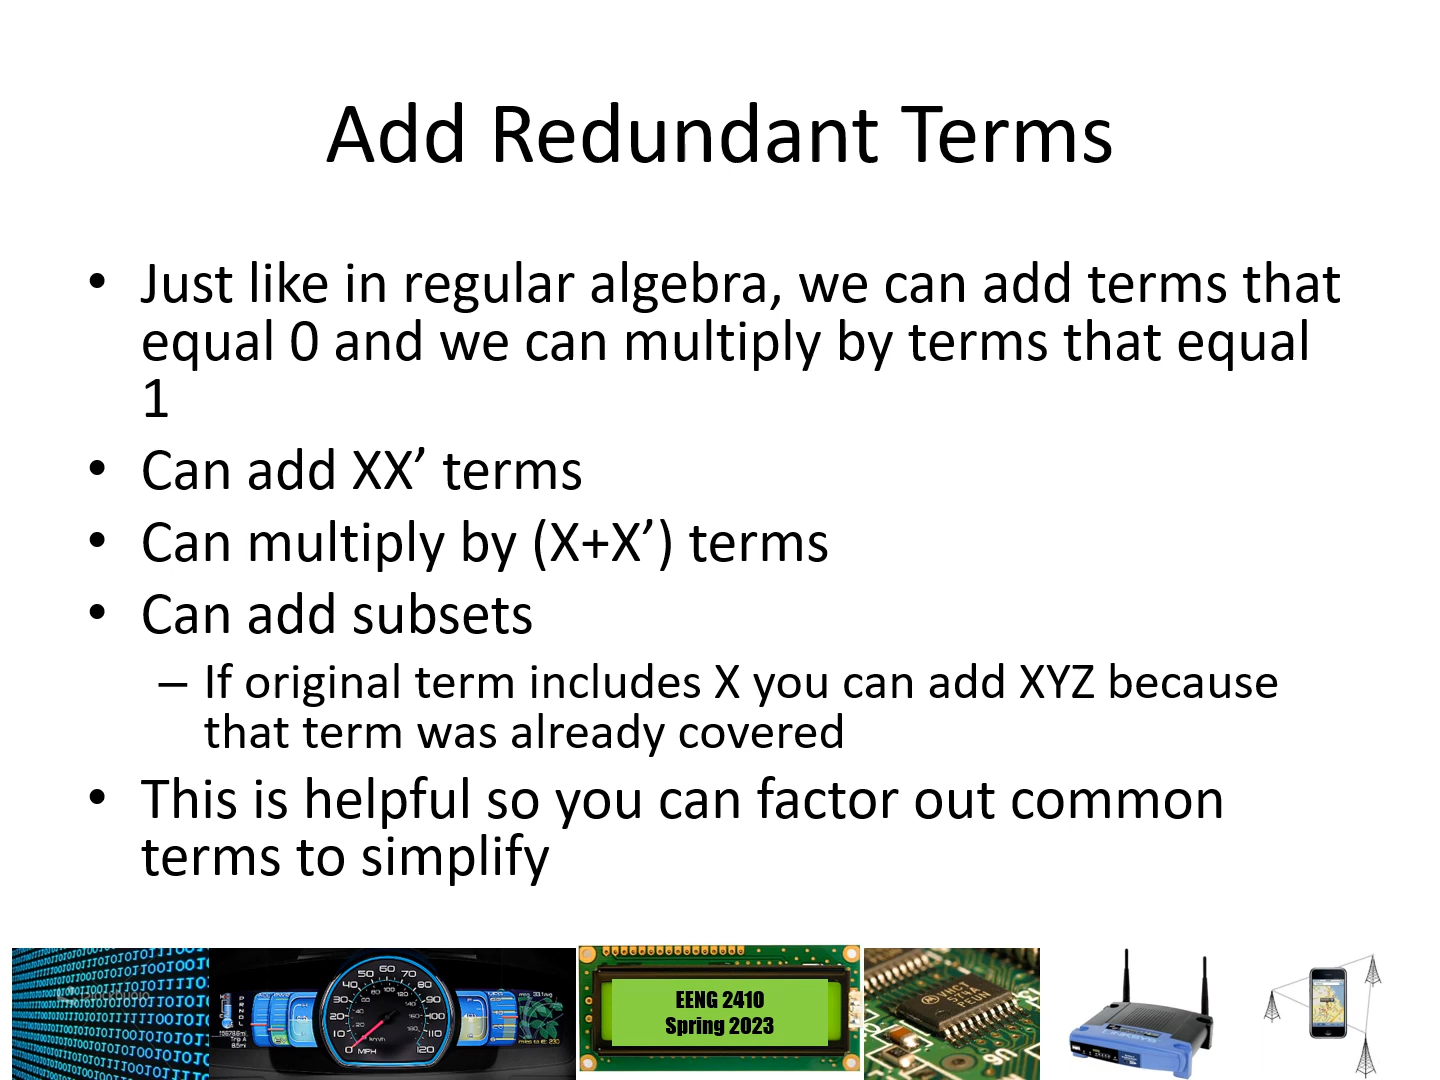 Add Redundant Terms
• Just like in regular algebra, we can add terms that
equal 0 and we can multiply by terms that equal
1
• Can add XX’ terms
• Can multiply by (X+X’) terms
• Can add subsets
– If original term includes X you can add XYZ because
that term was already covered
• This is helpful so you can factor out common
terms to simplify
EENG 2410
Spring 2023